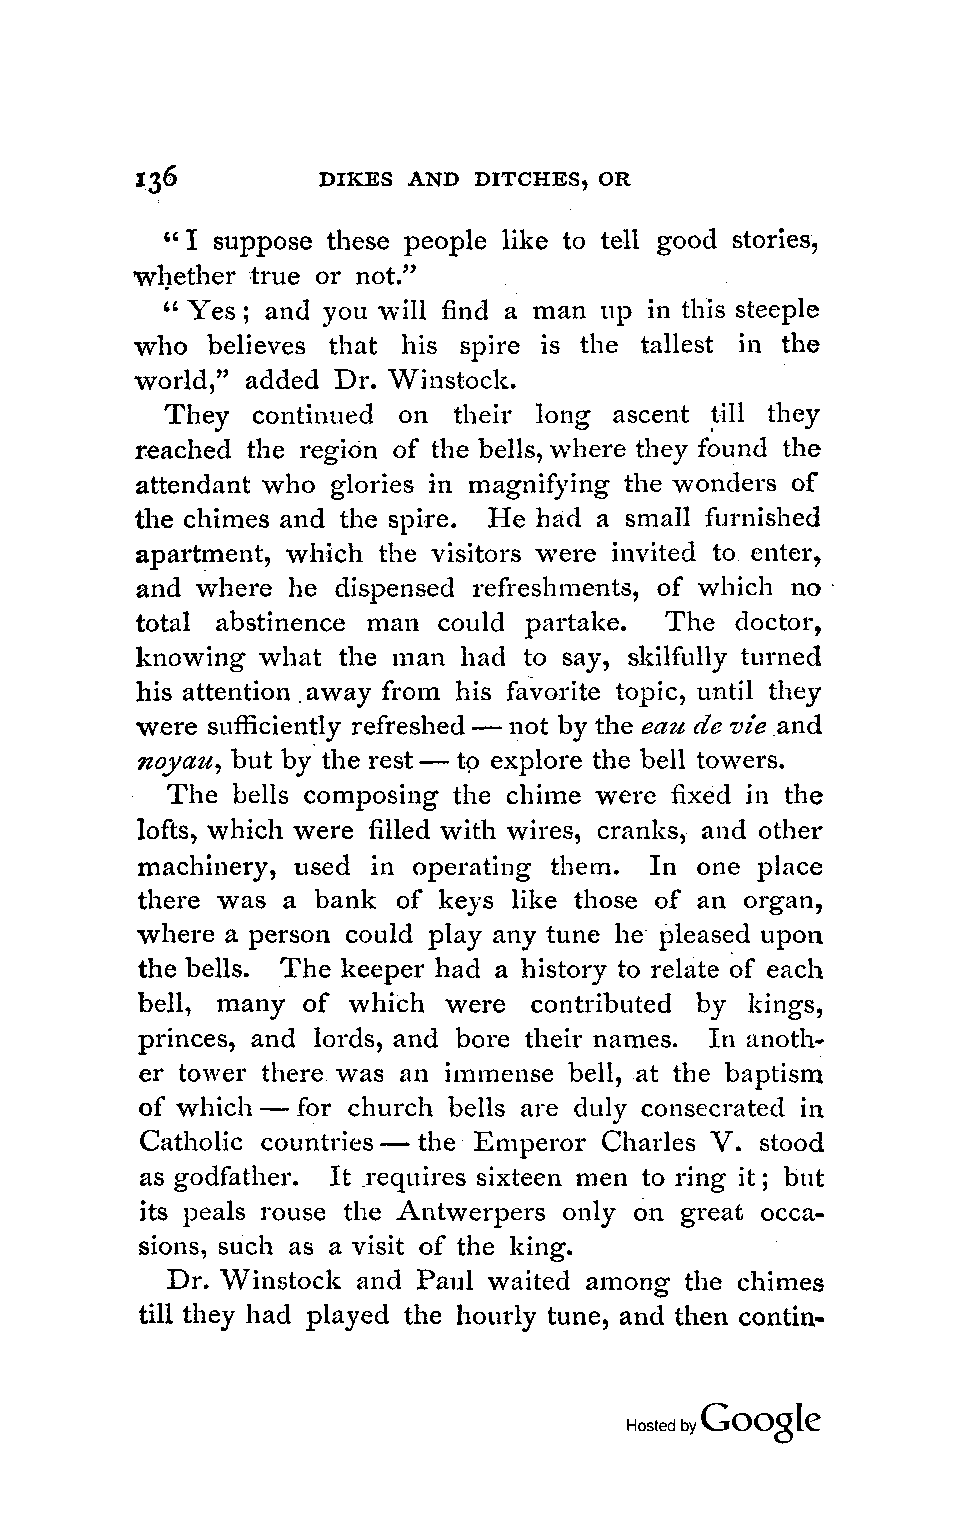 136 DIKES AND DITCHES, OR
“I suppose these people like to tell good stories,
whether true or not.”
“Yes; and you will find a man up in this steeple
who believes that his spire is the tallest in the
world,” added Dr. Winstock.
They continued on their long ascent till they
reached the region of the bells, where they found the
attendant who glories in magnifying the wonders of
the chimes and the spire. He had a small furnished
apartment, which the visitors were invited to enter,
and where he dispensed refreshments, of which no
total abstinence man could partake. The doctor,
knowing what the man had to say, skilfully turned
his attention away from his favorite topic, until they
were sufficiently refreshed — not by the eau de vie and
noyau, but by the rest — to explore the bell towers.
The bells composing the chime were fixed in the
lofts, which were filled with wires, cranks, and other
machinery, used in operating them. In one place
there was a bank of keys like those of an organ,
where a person could play any tune he pleased upon
the bells. The keeper had a history to relate of each
bell, many of which were contributed by kings,
princes, and lords, and bore their names. In anoth-
er tower there was an immense bell, at the baptism
of which — for church bells are duly consecrated in
Catholic countries — the Emperor Charles V. stood
as godfather. It requires sixteen men to ring it; but
its peals rouse the Antwerpers only on great occa-
sions, such as a visit of the king.
Dr. Winstock and Paul waited among the chimes
till they had played the hourly tune, and then contin-
Hosted by Google